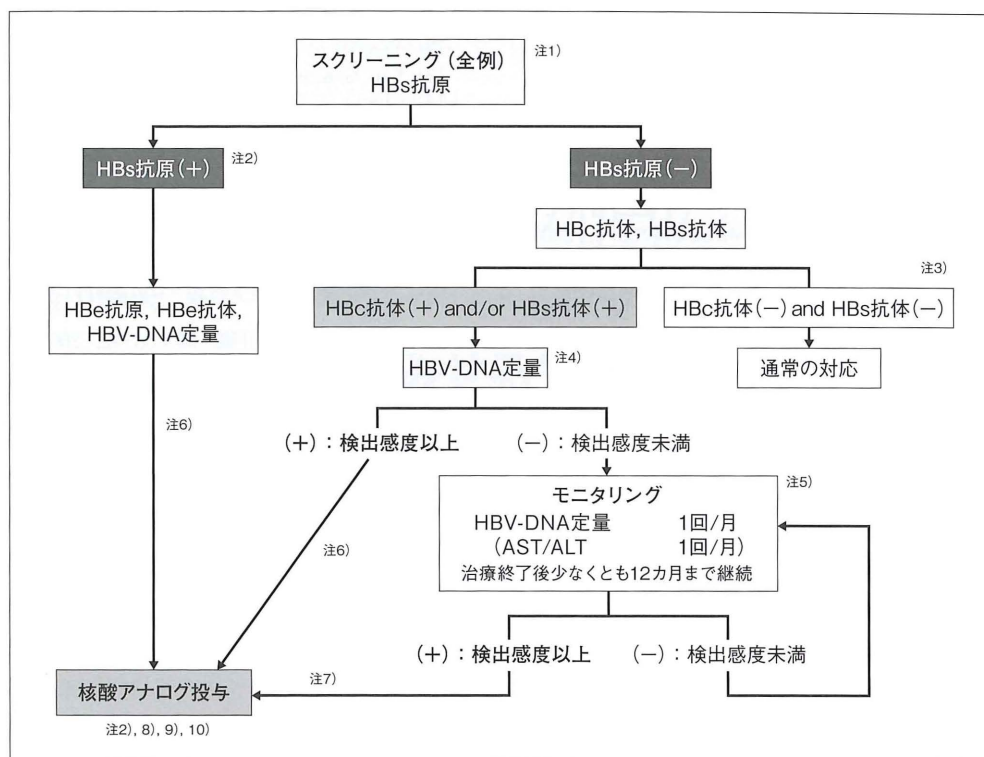 スクリーニング（全例） 注1）
HBs抗原
HBs抗原（＋） 注2）
HBs抗原（－）
HBc抗体, HBs抗体
注3）
HBe抗原, HBe抗体,
HBV-DNA定量
HBc抗体（＋）and/or HBs抗体（＋）
HBc抗体（－）and HBs抗体（－）
HBV-DNA定量 注4）
通常の対応
注6）
（＋）：検出感度以上
（－）：検出感度未満
モニタリング 注5）
HBV-DNA定量 1回/月
（AST/ALT 1回/月）
治療終了後少なくとも12カ月まで継続
注6）
（＋）：検出感度以上
（－）：検出感度未満
注7）
核酸アナログ投与
注2）, 8）, 9）, 10）